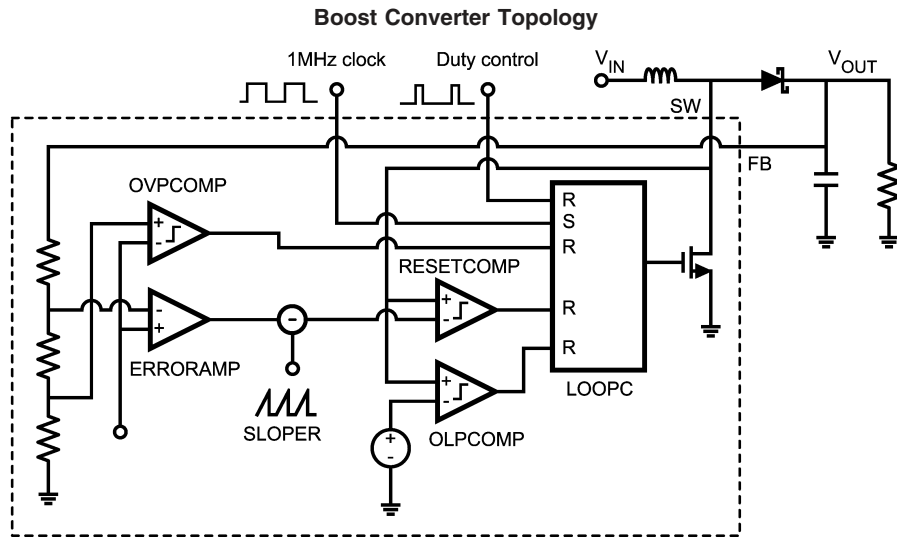 Boost Converter Topology
1MHz clock
Duty control
VIN
VOUT
SW
FB
OVPCOMP
+
-
R
S
R
RESETCOMP
-
+
-
+
-
R
ERRORAMP
R
LOOPC
SLOPER
+
-
OLPCOMP
+
-